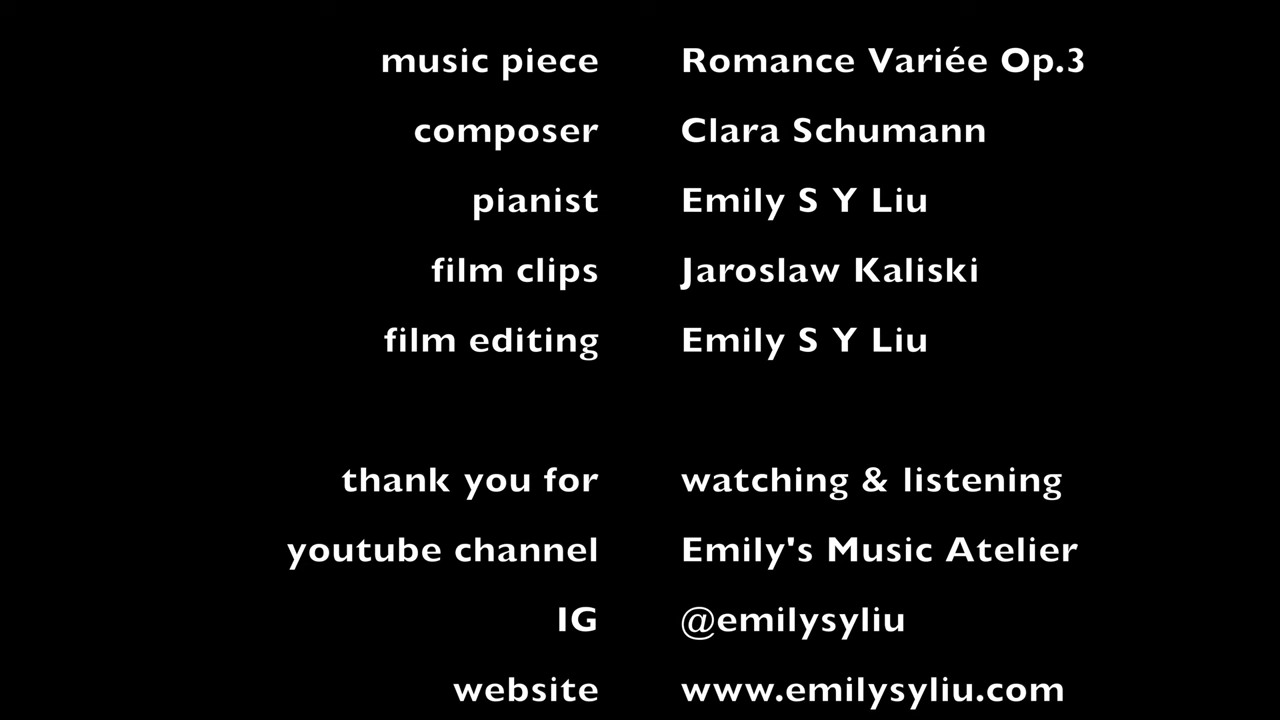 music piece Romance Variée Op.3
composer Clara Schumann
pianist Emily S Y Liu
film clips Jaroslaw Kaliski
film editing Emily S Y Liu
thank you for watching & listening
youtube channel Emily's Music Atelier
IG @emilysyliu
website www.emilysyliu.com